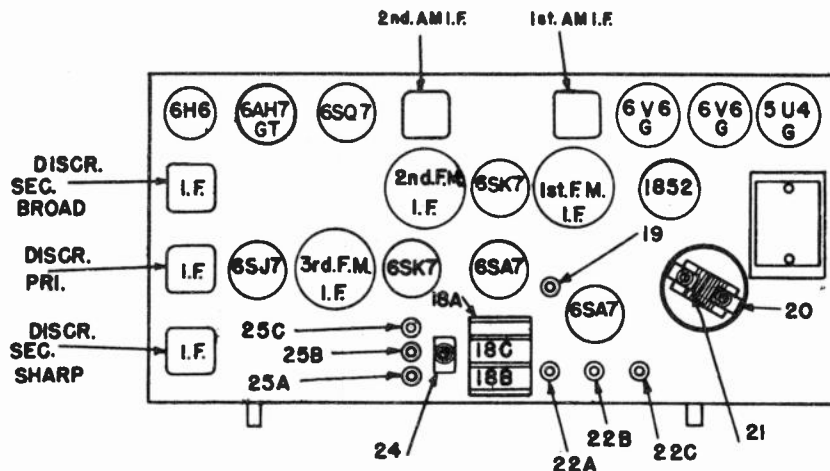 2nd. AM I.F.
1st. AM I.F.
6H6
6AH7
GT
6SQ7
6V6
G
6V6
G
5U4
G
DISCR.
SEC.
BROAD
I.F.
2nd.F.M.
I.F.
6SK7
1st.F.M.
I.F.
1852
DISCR.
PRI.
I.F.
6SJ7
3rd.F.M.
I.F.
6SK7
6SA7
19
18A
6SA7
20
DISCR.
SEC.
SHARP
I.F.
25C
25B
25A
18C
18B
24
22A
22B
22C
21